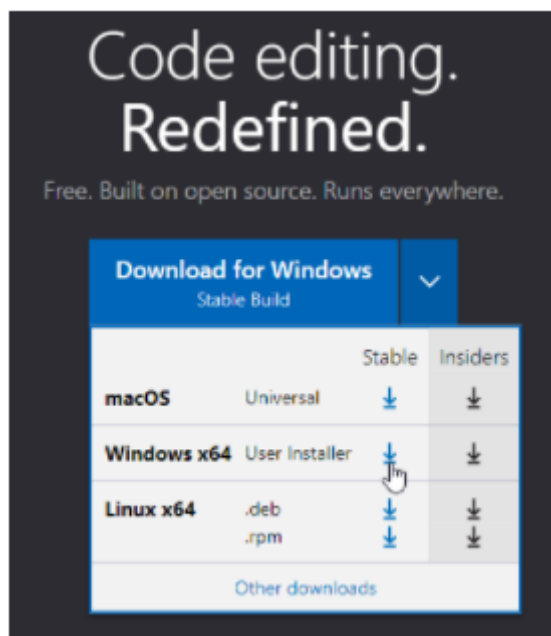 Code editing.
Redefined.
Free. Built on open source. Runs everywhere.
Download for Windows
Stable Build
Stable Insiders
macOS Universal
Windows x64 User Installer
Linux x64 .deb
.rpm
Other downloads